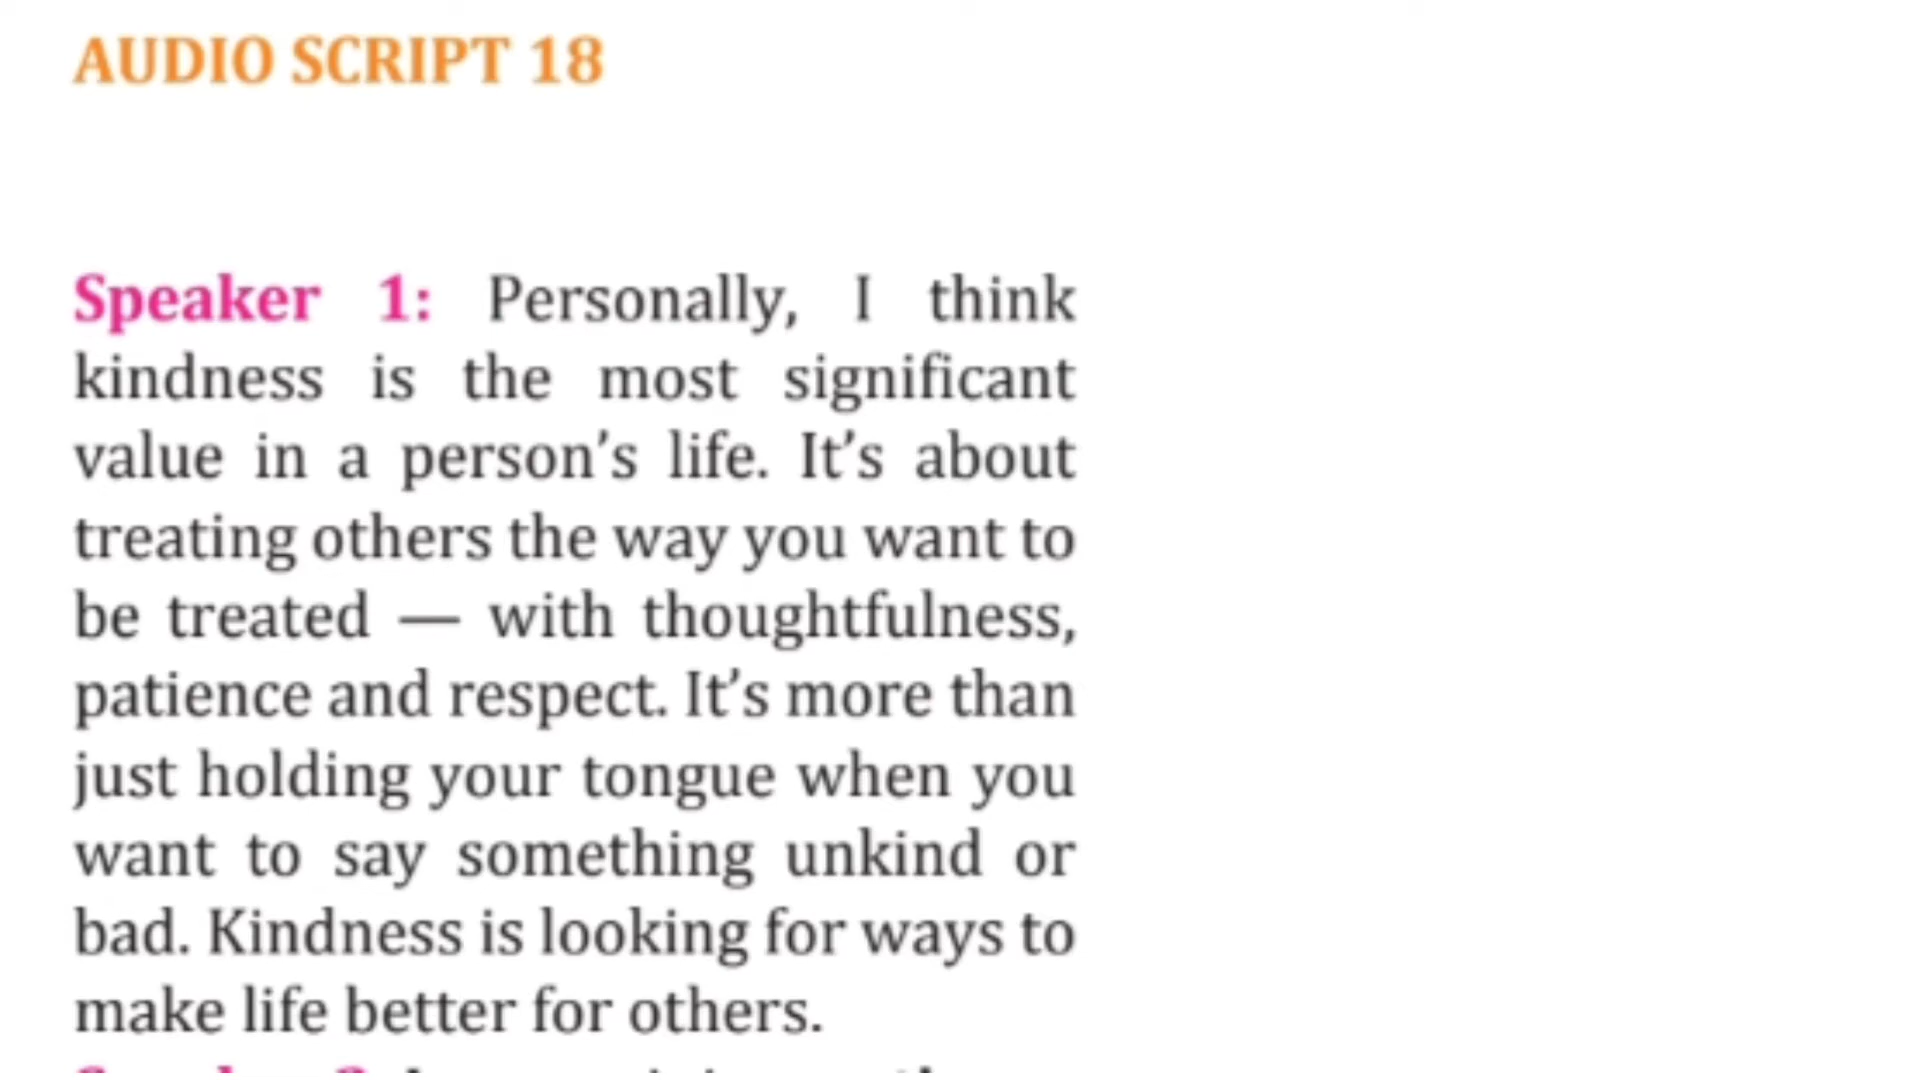 AUDIO SCRIPT 18
Speaker 1: Personally, I think
kindness is the most significant
value in a person’s life. It’s about
treating others the way you want to
be treated — with thoughtfulness,
patience and respect. It’s more than
just holding your tongue when you
want to say something unkind or
bad. Kindness is looking for ways to
make life better for others.